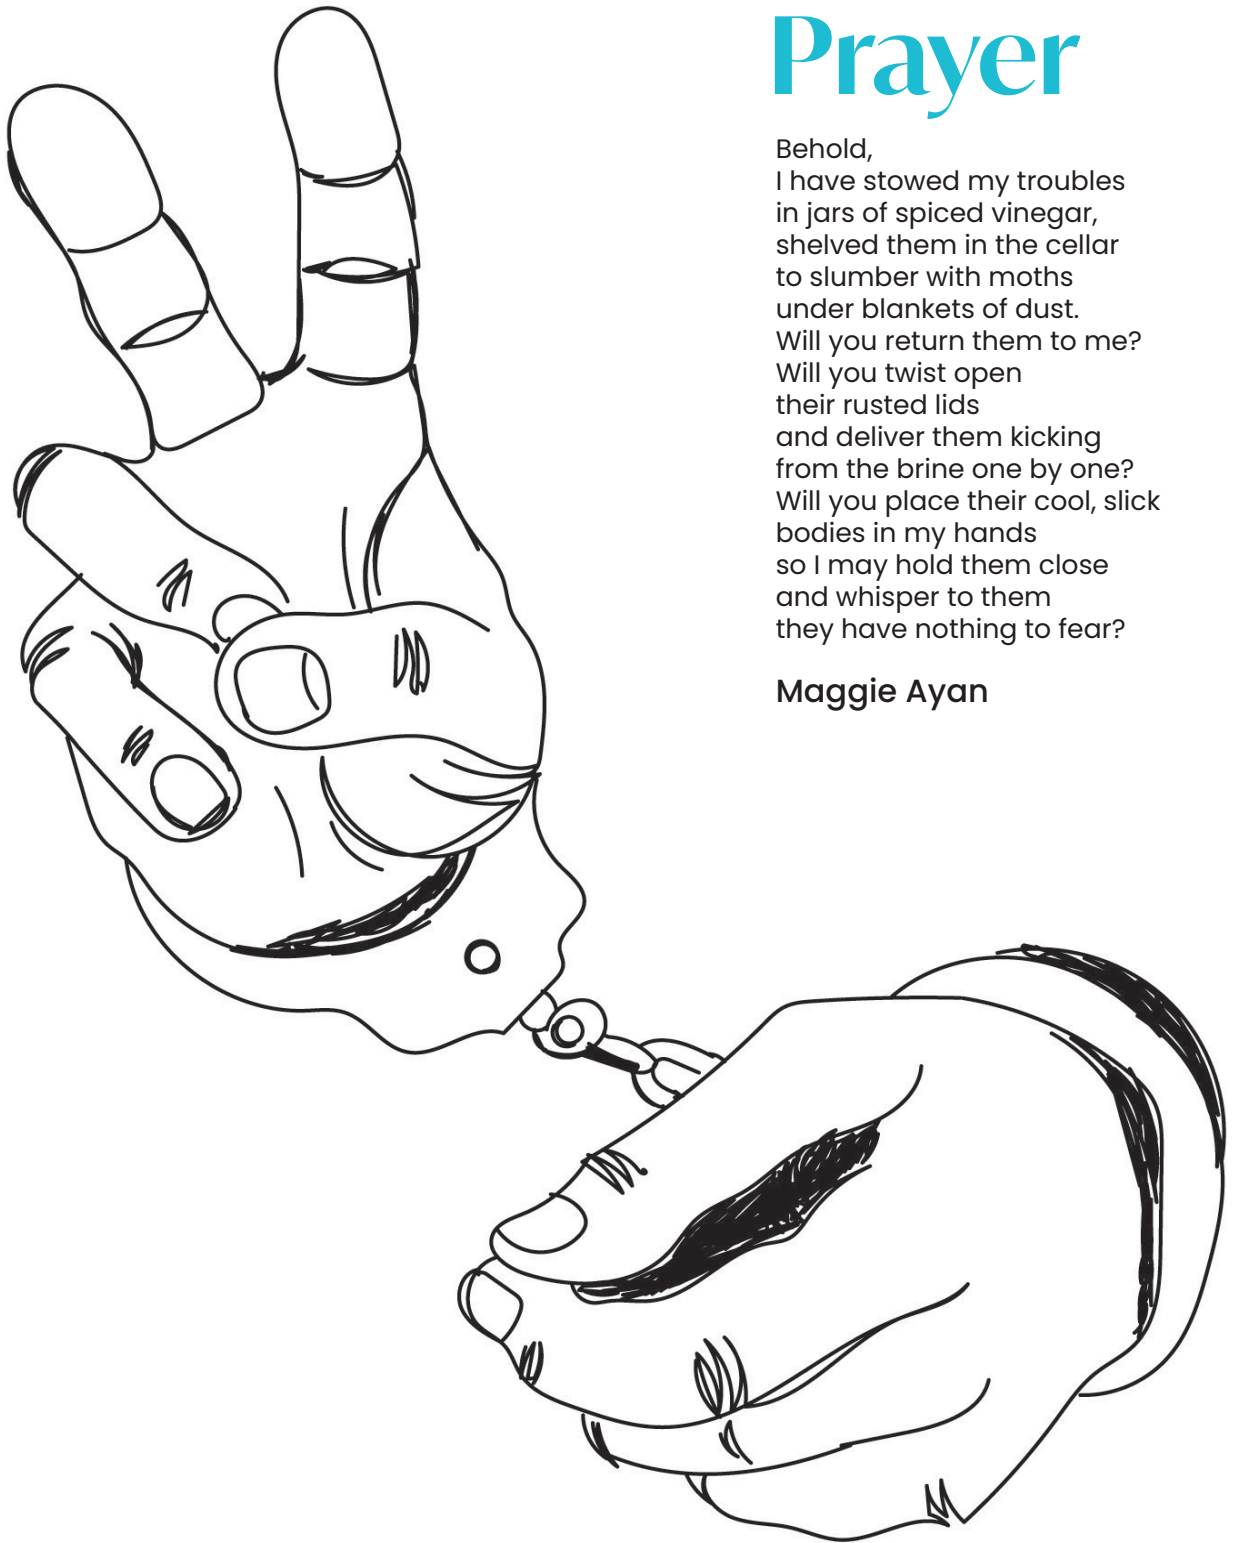 Prayer
Behold,
I have stowed my troubles
in jars of spiced vinegar,
shelved them in the cellar
to slumber with moths
under blankets of dust.
Will you return them to me?
Will you twist open
their rusted lids
and deliver them kicking
from the brine one by one?
Will you place their cool, slick
bodies in my hands
so I may hold them close
and whisper to them
they have nothing to fear?
Maggie Ayan